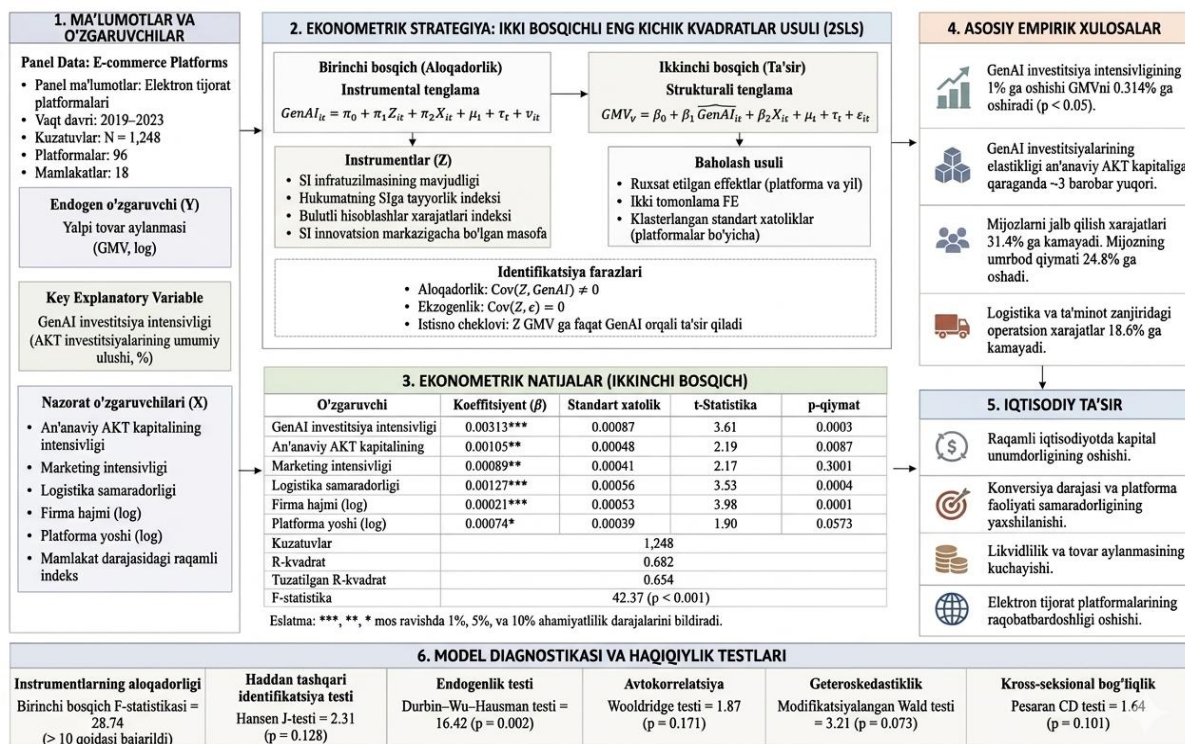 1. MA'LUMOTLAR VA
O'ZGARUVCHILAR
Panel Data: E-commerce Platforms
• Panel ma'lumotlar: Elektron tijorat
platformalari
• Vaqt davri: 2019–2023
• Kuzatuvlar: N = 1,248
• Platformalar: 96
• Mamlakatlar: 18
Endogen o'zgaruvchi (Y)
Yalpi tovar aylanmasi
(GMV, log)
Key Explanatory Variable
GenAI investitsiya intensivligi
(AKT investitsiyalarining umumiy
ulushi, %)
Nazorat o'zgaruvchilari (X)
• An'anaviy AKT kapitalining
intensivligi
• Marketing intensivligi
• Logistika samaradorligi
• Firma hajmi (log)
• Platforma yoshi (log)
• Mamlakat darajasidagi raqamli
indeks
2. EKONOMETRIK STRATEGIYA: IKKI BOSQICHLI ENG KICHIK KVADRATLAR USULI (2SLS)
Birinchi bosqich (Aloqadorlik)
Instrumental tenglama
GenAI_it = π_0 + π_1 Z_it + π_2 X_it + μ_1 + τ_t + υ_it
Ikkinchi bosqich (Ta'sir)
Strukturali tenglama
GMV_v = β_0 + β_1 \widehat{GenAI}_it + β_2 X_it + μ_t + τ_t + ε_it
Instrumentlar (Z)
• SI infratuzilmasining mavjudligi
• Hukumatning SIga tayyorlik indeksi
• Bulutli hisoblashlar xarajatlari indeksi
• SI innovatsion markazigacha bo'lgan masofa
Baholash usuli
• Ruxsat etilgan effektlar (platforma va yil)
• Ikki tomonlama FE
• Klasterlangan standart xatoliklar
(platformalar bo'yicha)
Identifikatsiya farazlari
• Aloqadorlik: Cov(Z, GenAI) ≠ 0
• Ekzogenlik: Cov(Z, ϵ) = 0
• Istisno cheklovi: Z GMV ga faqat GenAI orqali ta'sir qiladi
3. EKONOMETRIK NATIJALAR (IKKINCHI BOSQICH)
O'zgaruvchi Koeffitsiyent (β) Standart xatolik t-Statistika p-qiymat
GenAI investitsiya intensivligi 0.00313*** 0.00087 3.61 0.0003
An'anaviy AKT kapitalining 0.00105** 0.00048 2.19 0.0087
Marketing intensivligi 0.00089** 0.00041 2.17 0.3001
Logistika samaradorligi 0.00127*** 0.00056 3.53 0.0004
Firma hajmi (log) 0.00021*** 0.00053 3.98 0.0001
Platforma yoshi (log) 0.00074* 0.00039 1.90 0.0573
Kuzatuvlar 1,248
R-kvadrat 0.682
Tuzatilgan R-kvadrat 0.654
F-statistika 42.37 (p < 0.001)
Eslatma: ***, **, * mos ravishda 1%, 5%, va 10% ahamiyatlilik darajalarini bildiradi.
4. ASOSIY EMPIRIK XULOSALAR
GenAI investitsiya intensivligining
1% ga oshishi GMVni 0.314% ga
oshiradi (p < 0.05).
GenAI investitsiyalarining
elastikligi an'anaviy AKT kapitaliga
qaraganda ~3 barobar yuqori.
Mijozlarni jalb qilish xarajatlari
31.4% ga kamayadi. Mijozning
umrbod qiymati 24.8% ga
oshadi.
Logistika va ta'minot zanjiridagi
operatsion xarajatlar 18.6% ga
kamayadi.
5. IQTISODIY TA'SIR
$
Raqamli iqtisodiyotda kapital
unumdorligining oshishi.
Konversiya darajasi va platforma
faoliyati samaradorligining
yaxshilanishi.
Likvidlilik va tovar aylanmasining
kuchayishi.
Elektron tijorat platformalarining
raqobatbardoshligi oshishi.
6. MODEL DIAGNOSTIKASI VA HAQIQIYLIK TESTLARI
Instrumentlarning aloqadorligi
Birinchi bosqich F-statistikasi =
28.74
(> 10 qoidasi bajarildi)
Haddan tashqari
identifikatsiya testi
Hansen J-testi = 2.31
(p = 0.128)
Endogenlik testi
Durbin–Wu–Hausman testi =
16.42 (p = 0.002)
Avtokorrelatsiya
Wooldridge testi = 1.87
(p = 0.171)
Geteroskedastiklik
Modifikatsiyalangan Wald testi
= 3.21 (p = 0.073)
Kross-seksional bog'liqlik
Pesaran CD testi = 1.64
(p = 0.101)